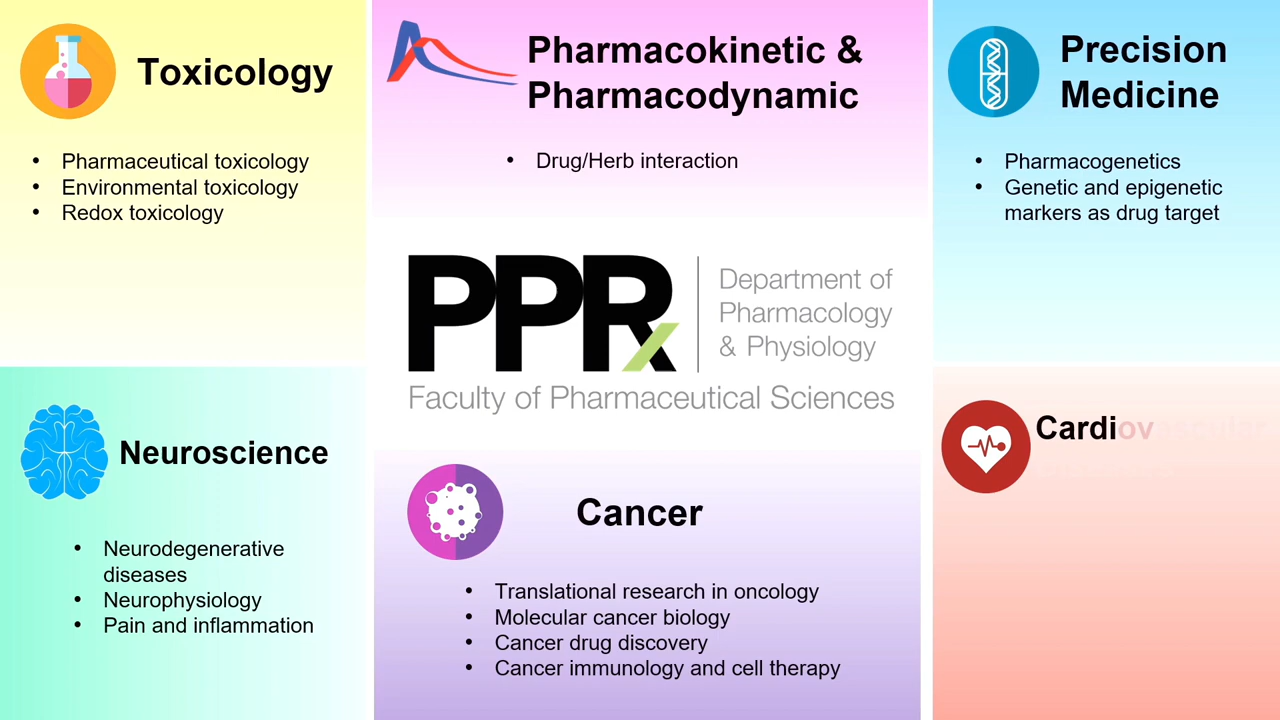 Toxicology
• Pharmaceutical toxicology
• Environmental toxicology
• Redox toxicology
Pharmacokinetic &
Pharmacodynamic
• Drug/Herb interaction
Precision
Medicine
• Pharmacogenetics
• Genetic and epigenetic
markers as drug target
PPRx
Department of
Pharmacology
& Physiology
Faculty of Pharmaceutical Sciences
Neuroscience
• Neurodegenerative
diseases
• Neurophysiology
• Pain and inflammation
Cancer
• Translational research in oncology
• Molecular cancer biology
• Cancer drug discovery
• Cancer immunology and cell therapy
Cardiovascular